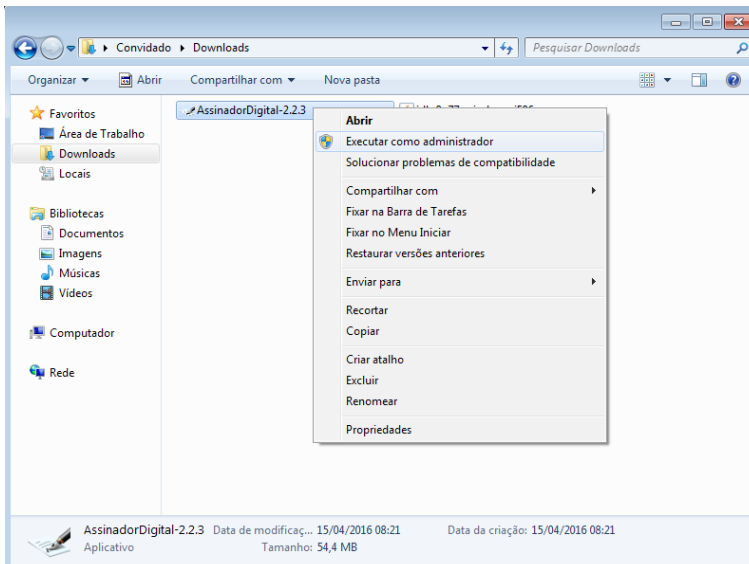 Convidado
Downloads
Pesquisar Downloads
Organizar
Abrir
Compartilhar com
Nova pasta
Favoritos
Área de Trabalho
Downloads
Locais
Bibliotecas
Documentos
Imagens
Músicas
Vídeos
Computador
Rede
AssinadorDigital-2.2.3
Abrir
Executar como administrador
Solucionar problemas de compatibilidade
Compartilhar com
Fixar na Barra de Tarefas
Fixar no Menu Iniciar
Restaurar versões anteriores
Enviar para
Recortar
Copiar
Criar atalho
Excluir
Renomear
Propriedades
AssinadorDigital-2.2.3 Data de modificaç... 15/04/2016 08:21 Data da criação: 15/04/2016 08:21
Aplicativo Tamanho: 54,4 MB